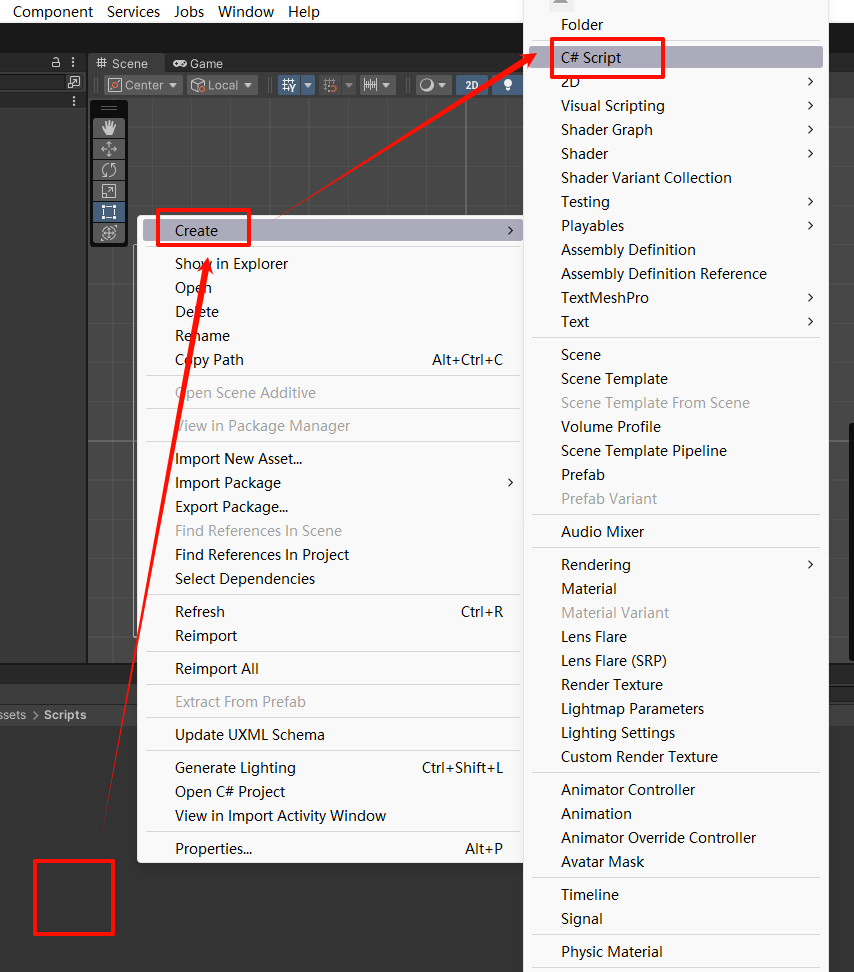 Component Services Jobs Window Help
Scene Game
Center Local 2D
Create
Show in Explorer
Open
Delete
Rename
Copy Path Alt+Ctrl+C
Open Scene Additive
View in Package Manager
Import New Asset...
Import Package
Export Package...
Find References In Scene
Find References In Project
Select Dependencies
Refresh Ctrl+R
Reimport
Reimport All
Extract From Prefab
Update UXML Schema
Generate Lighting Ctrl+Shift+L
Open C# Project
View in Import Activity Window
Properties... Alt+P
ssets > Scripts
Folder
C# Script
2D
Visual Scripting
Shader Graph
Shader
Shader Variant Collection
Testing
Playables
Assembly Definition
Assembly Definition Reference
TextMeshPro
Text
Scene
Scene Template
Scene Template From Scene
Volume Profile
Scene Template Pipeline
Prefab
Prefab Variant
Audio Mixer
Rendering
Material
Material Variant
Lens Flare
Lens Flare (SRP)
Render Texture
Lightmap Parameters
Lighting Settings
Custom Render Texture
Animator Controller
Animation
Animator Override Controller
Avatar Mask
Timeline
Signal
Physic Material